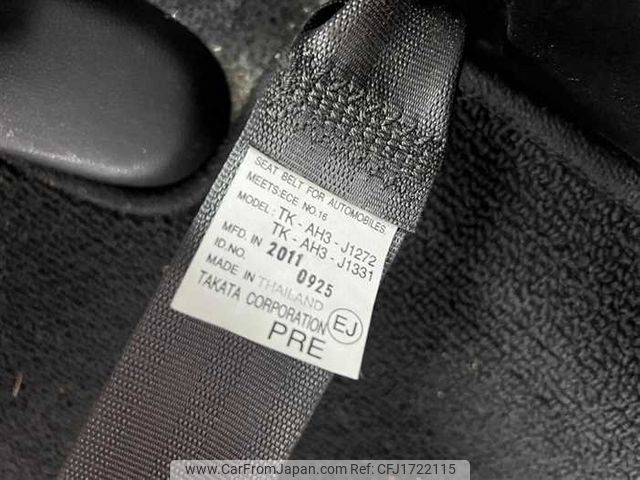 SEAT BELT FOR AUTOMOBILES.
MEETS:ECE NO.16
MODEL: TK - AH3 - J1272
TK - AH3 - J1331
MFD. IN 2011
ID.NO. 0925
MADE IN THAILAND
TAKATA CORPORATION EJ
PRE
www.CarFromJapan.com ID: CFJ1722115